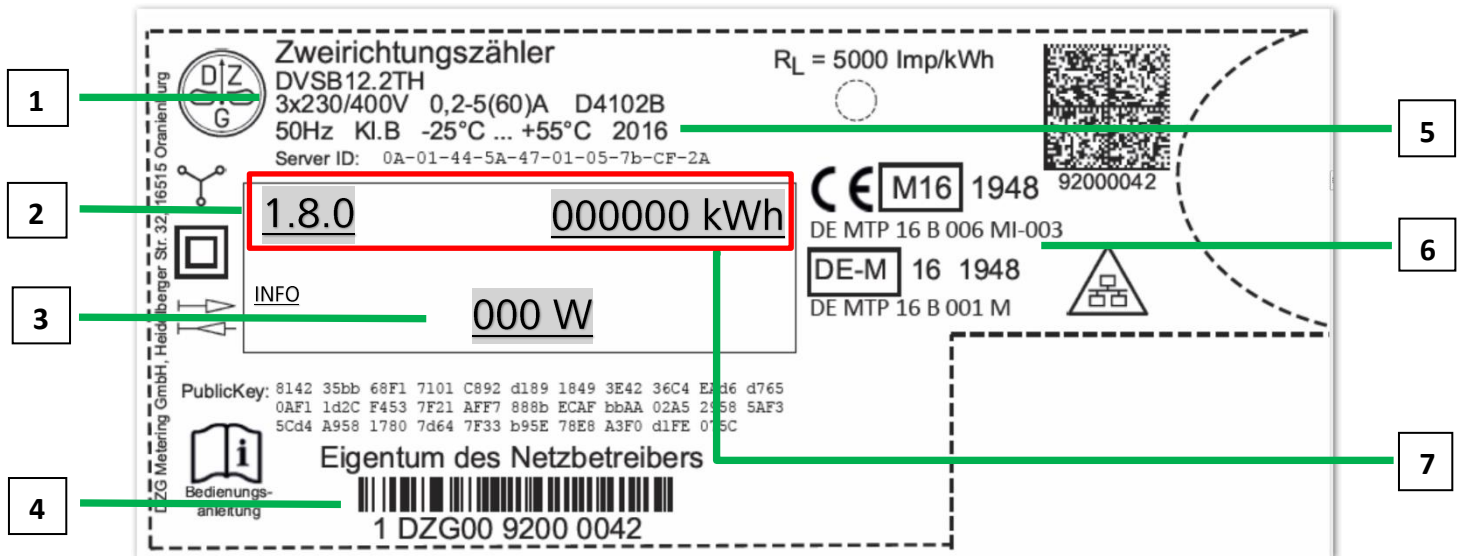 Zweirichtungszähler
DVSB12.2TH
3x230/400V 0,2-5(60)A D4102B
50Hz Kl.B -25°C ... +55°C 2016
Server ID: 0A-01-44-5A-47-01-05-7b-CF-2A
RL = 5000 Imp/kWh
92000042
D Z G
DZG Metering GmbH, Heidelberger Str. 32, 16515 Oranienburg
1
2
3
4
5
6
7
1.8.0 000000 kWh
INFO
000 W
CE M16 1948
DE MTP 16 B 006 MI-003
DE-M 16 1948
DE MTP 16 B 001 M
PublicKey: 8142 35bb 68F1 7101 C892 d189 1849 3E42 36C4 d765
0AF1 1d2C F453 7F21 AFF7 888b ECAF bbAA 02A5 5AF3
5Cd4 A958 1780 7d64 7F33 b95E 78E8 A3F0 d1FE
i
Bedienungs-
anleitung
Eigentum des Netzbetreibers
1 DZG00 9200 0042